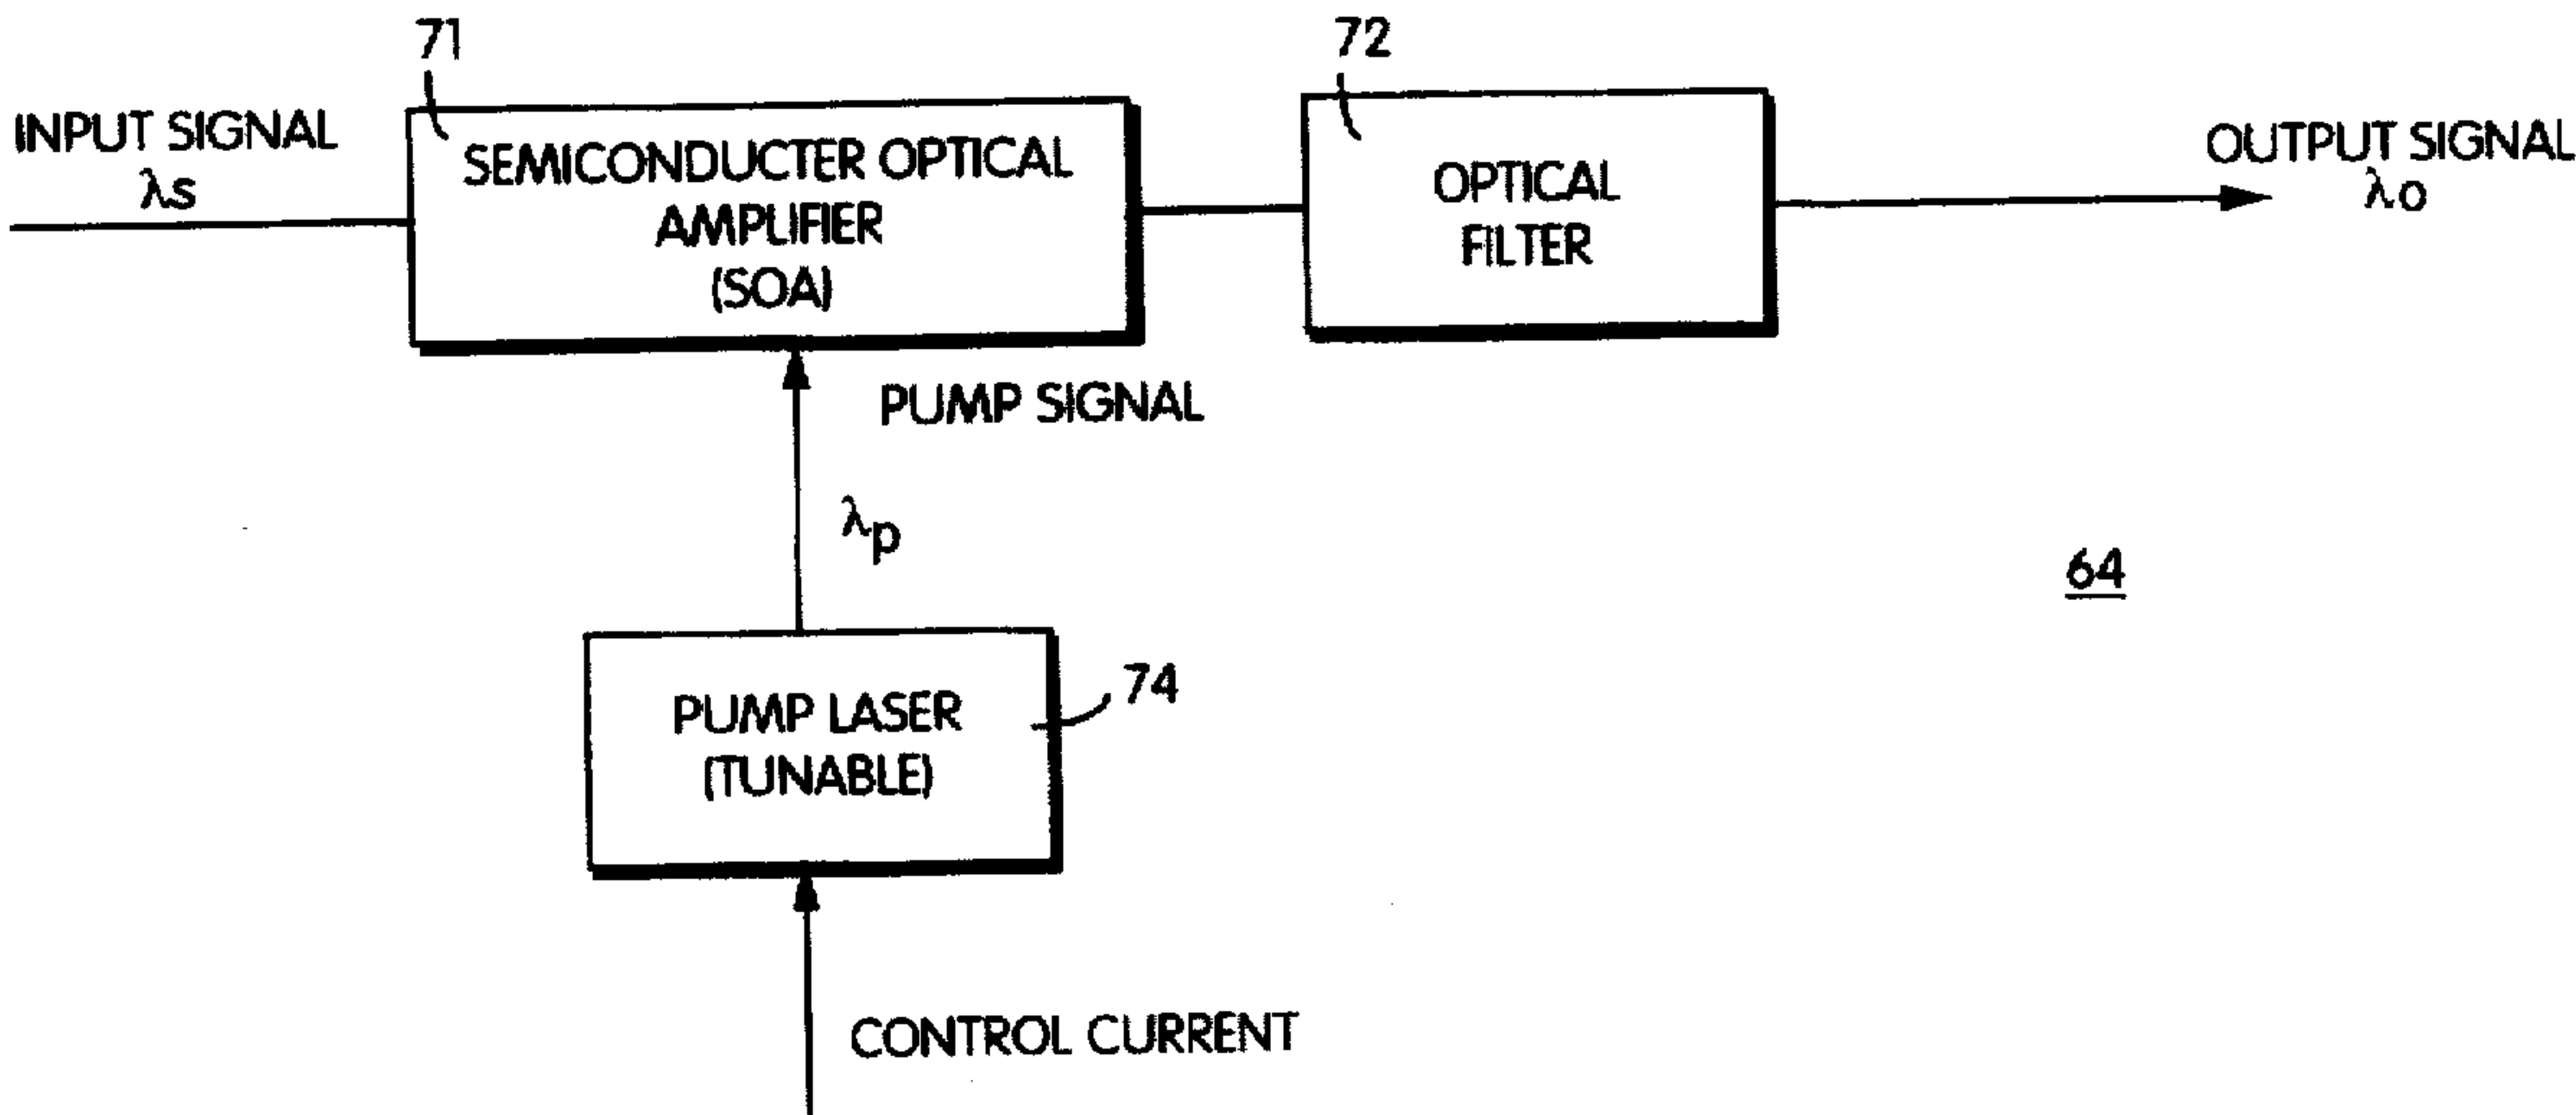 71
72
INPUT SIGNAL
λs
SEMICONDUCTER OPTICAL
AMPLIFIER
(SOA)
OPTICAL
FILTER
OUTPUT SIGNAL
λo
PUMP SIGNAL
λp
64
PUMP LASER
(TUNABLE)
74
CONTROL CURRENT